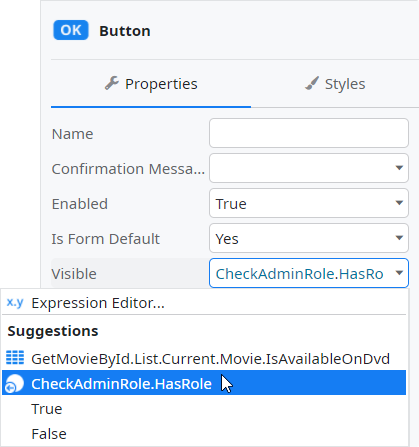 OK Button
Properties Styles
Name
Confirmation Messa...
Enabled True
Is Form Default Yes
Visible CheckAdminRole.HasRo
x.y Expression Editor...
Suggestions
GetMovieById.List.Current.Movie.IsAvailableOnDvd
CheckAdminRole.HasRole
True
False